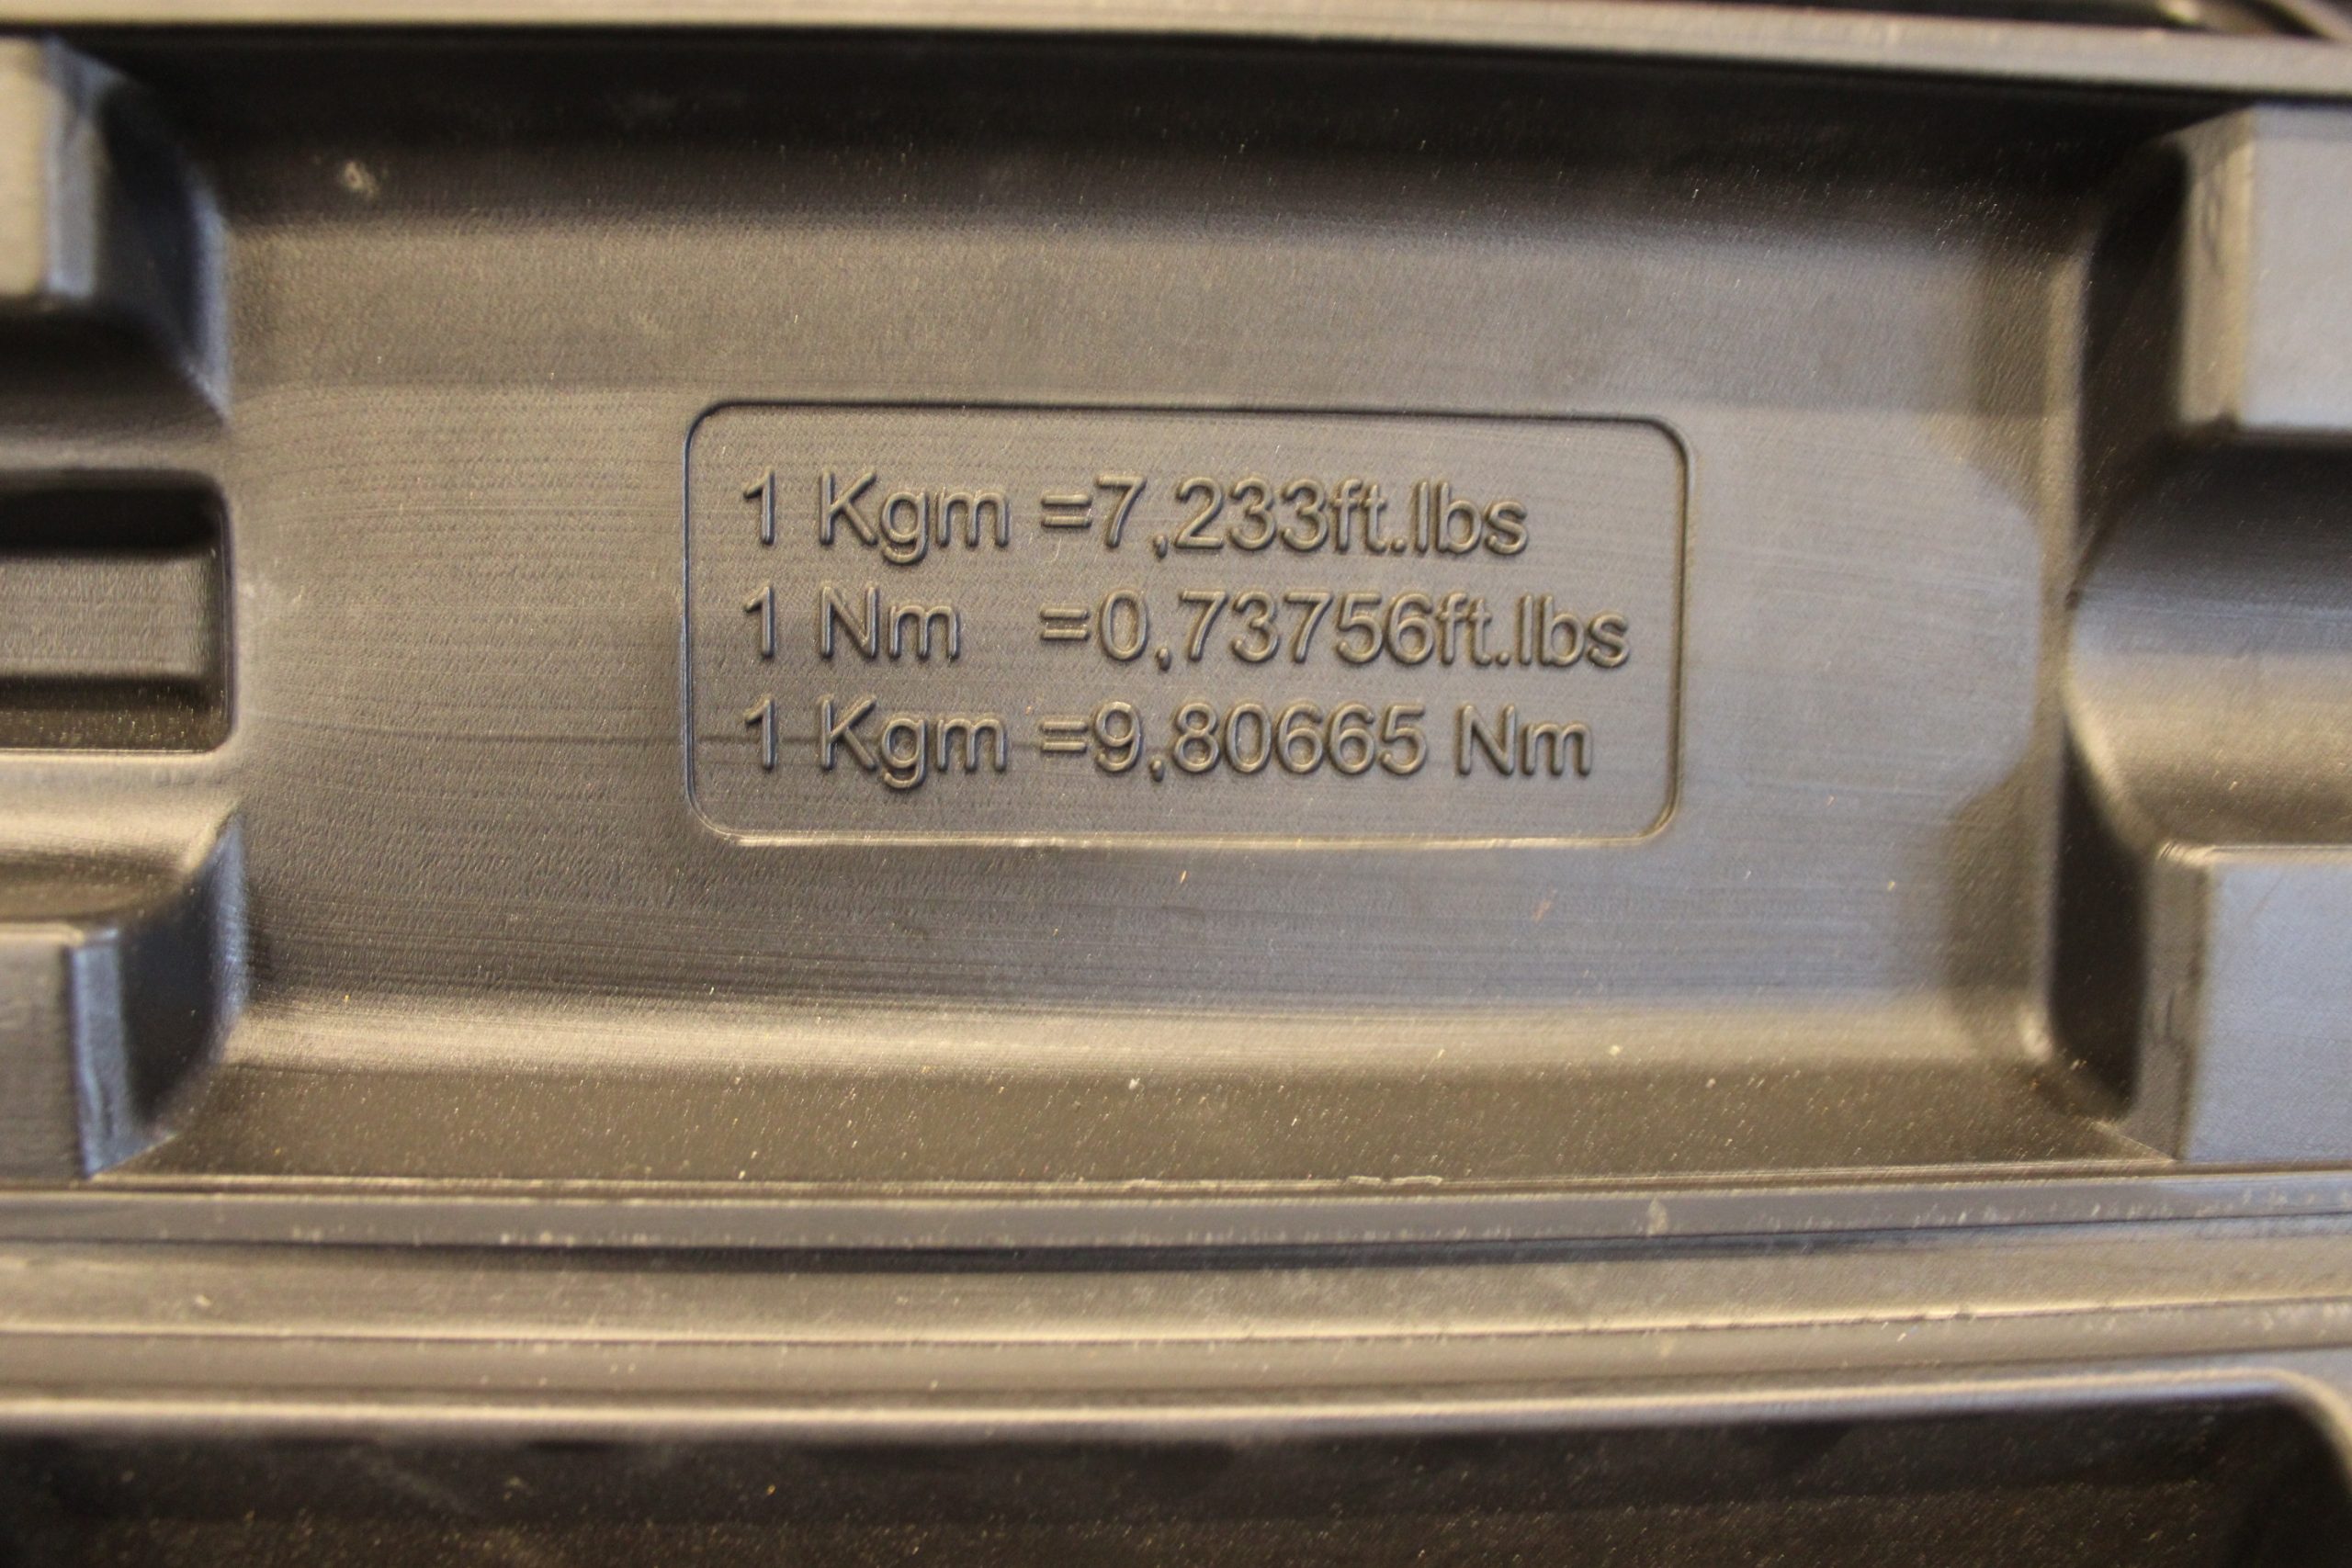 1 Kgm =7,233ft.lbs
1 Nm =0,73756ft.lbs
1 Kgm =9,80665 Nm